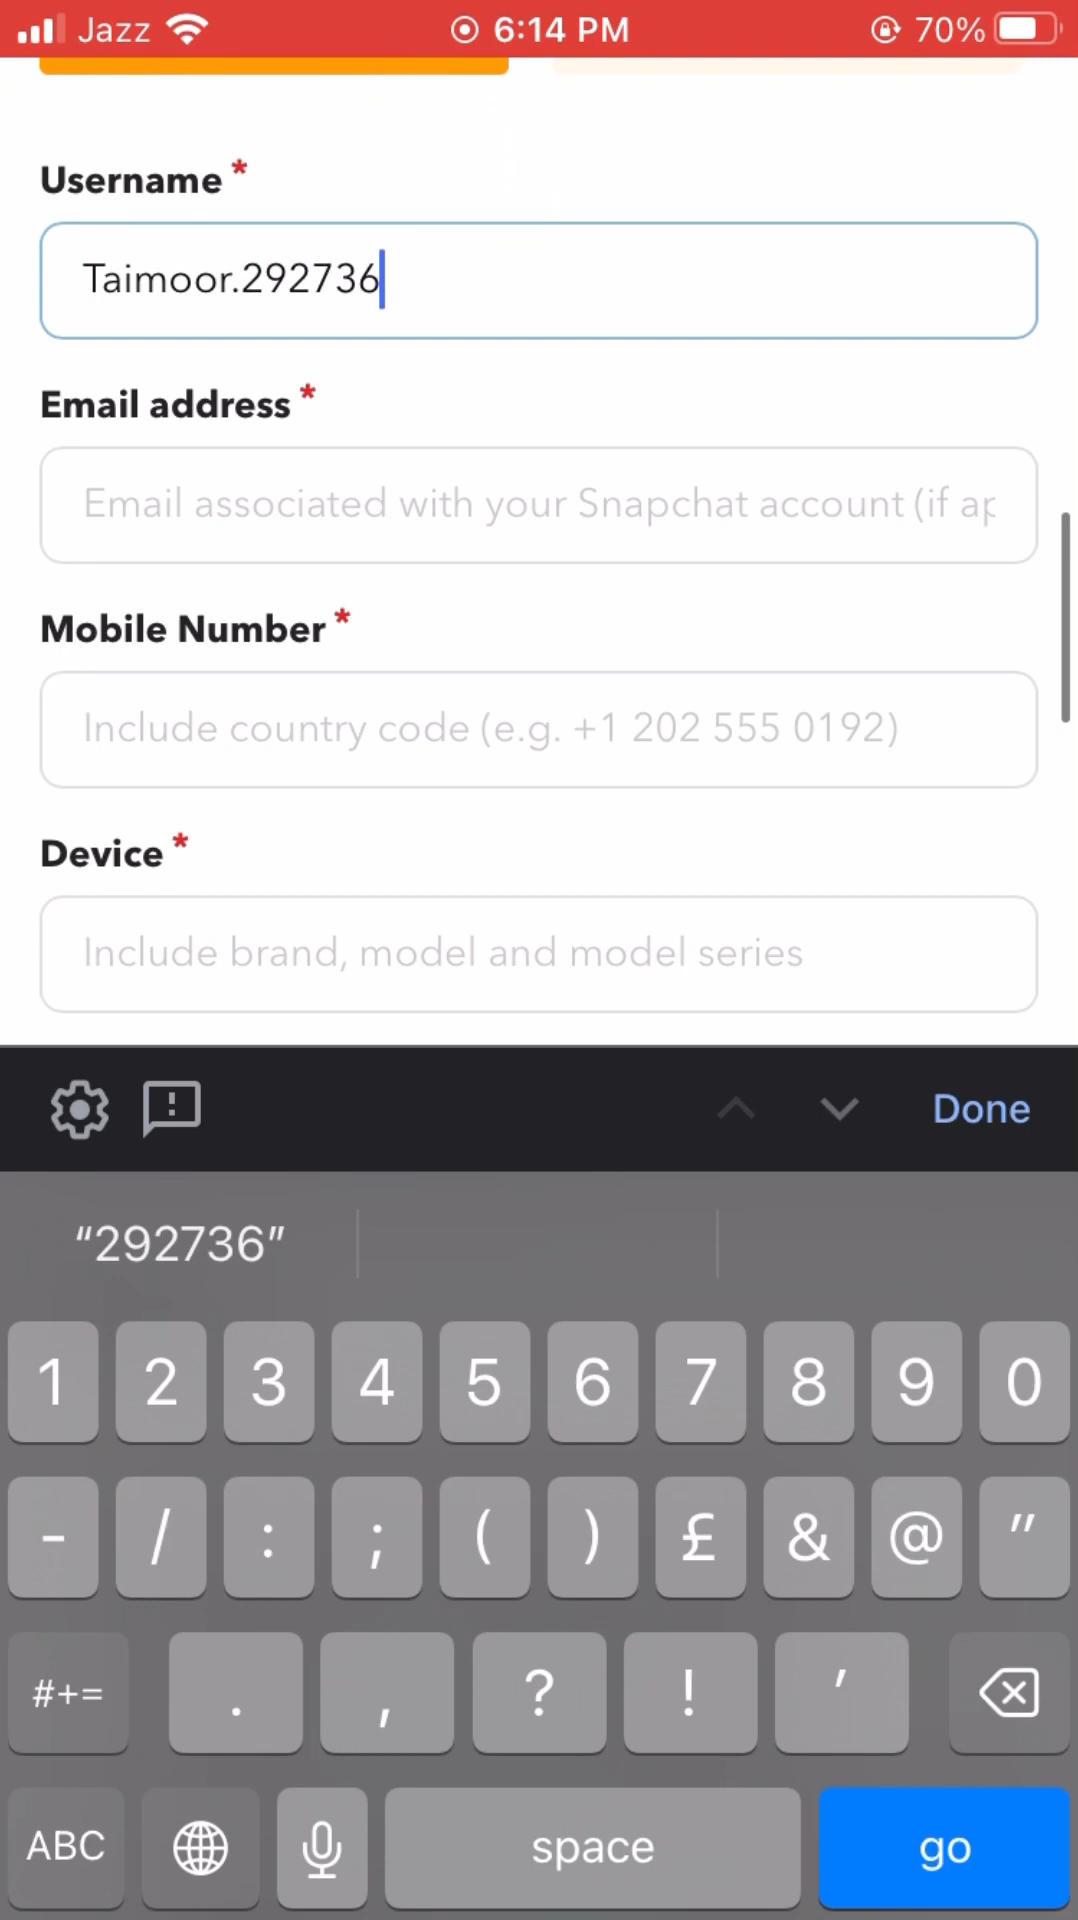 Jazz 6:14 PM 70%
Username *
Taimoor.292736
Email address *
Email associated with your Snapchat account (if ap
Mobile Number *
Include country code (e.g. +1 202 555 0192)
Device *
Include brand, model and model series
Done
“292736”
1 2 3 4 5 6 7 8 9 0
- / : ; ( ) £ & @ "
#+= . , ? ! '
ABC space go